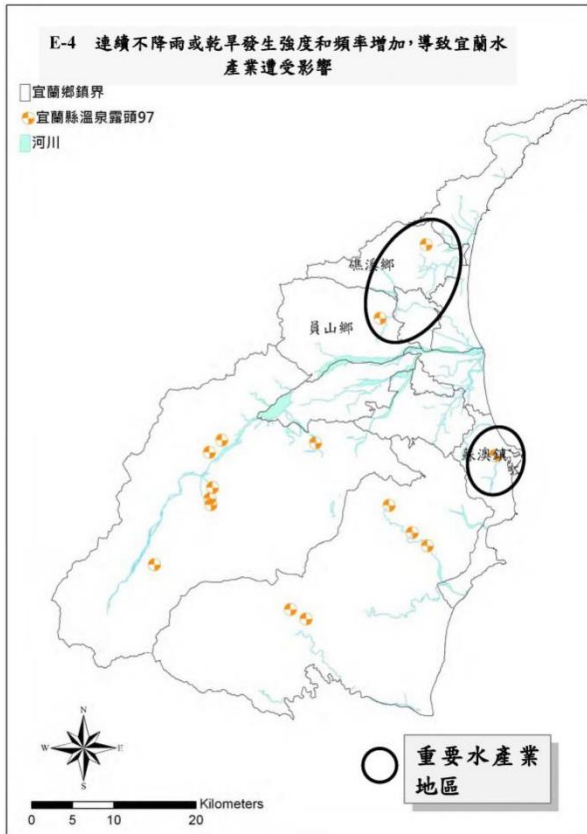 E-4 連續不降雨或乾旱發生強度和頻率增加,導致宜蘭水
產業遭受影響
宜蘭鄉鎮界
宜蘭縣溫泉露頭97
河川
礁溪鄉
員山鄉
蘇澳鎮
N
W
E
S
重要水產業
地區
Kilometers
0 5 10 20